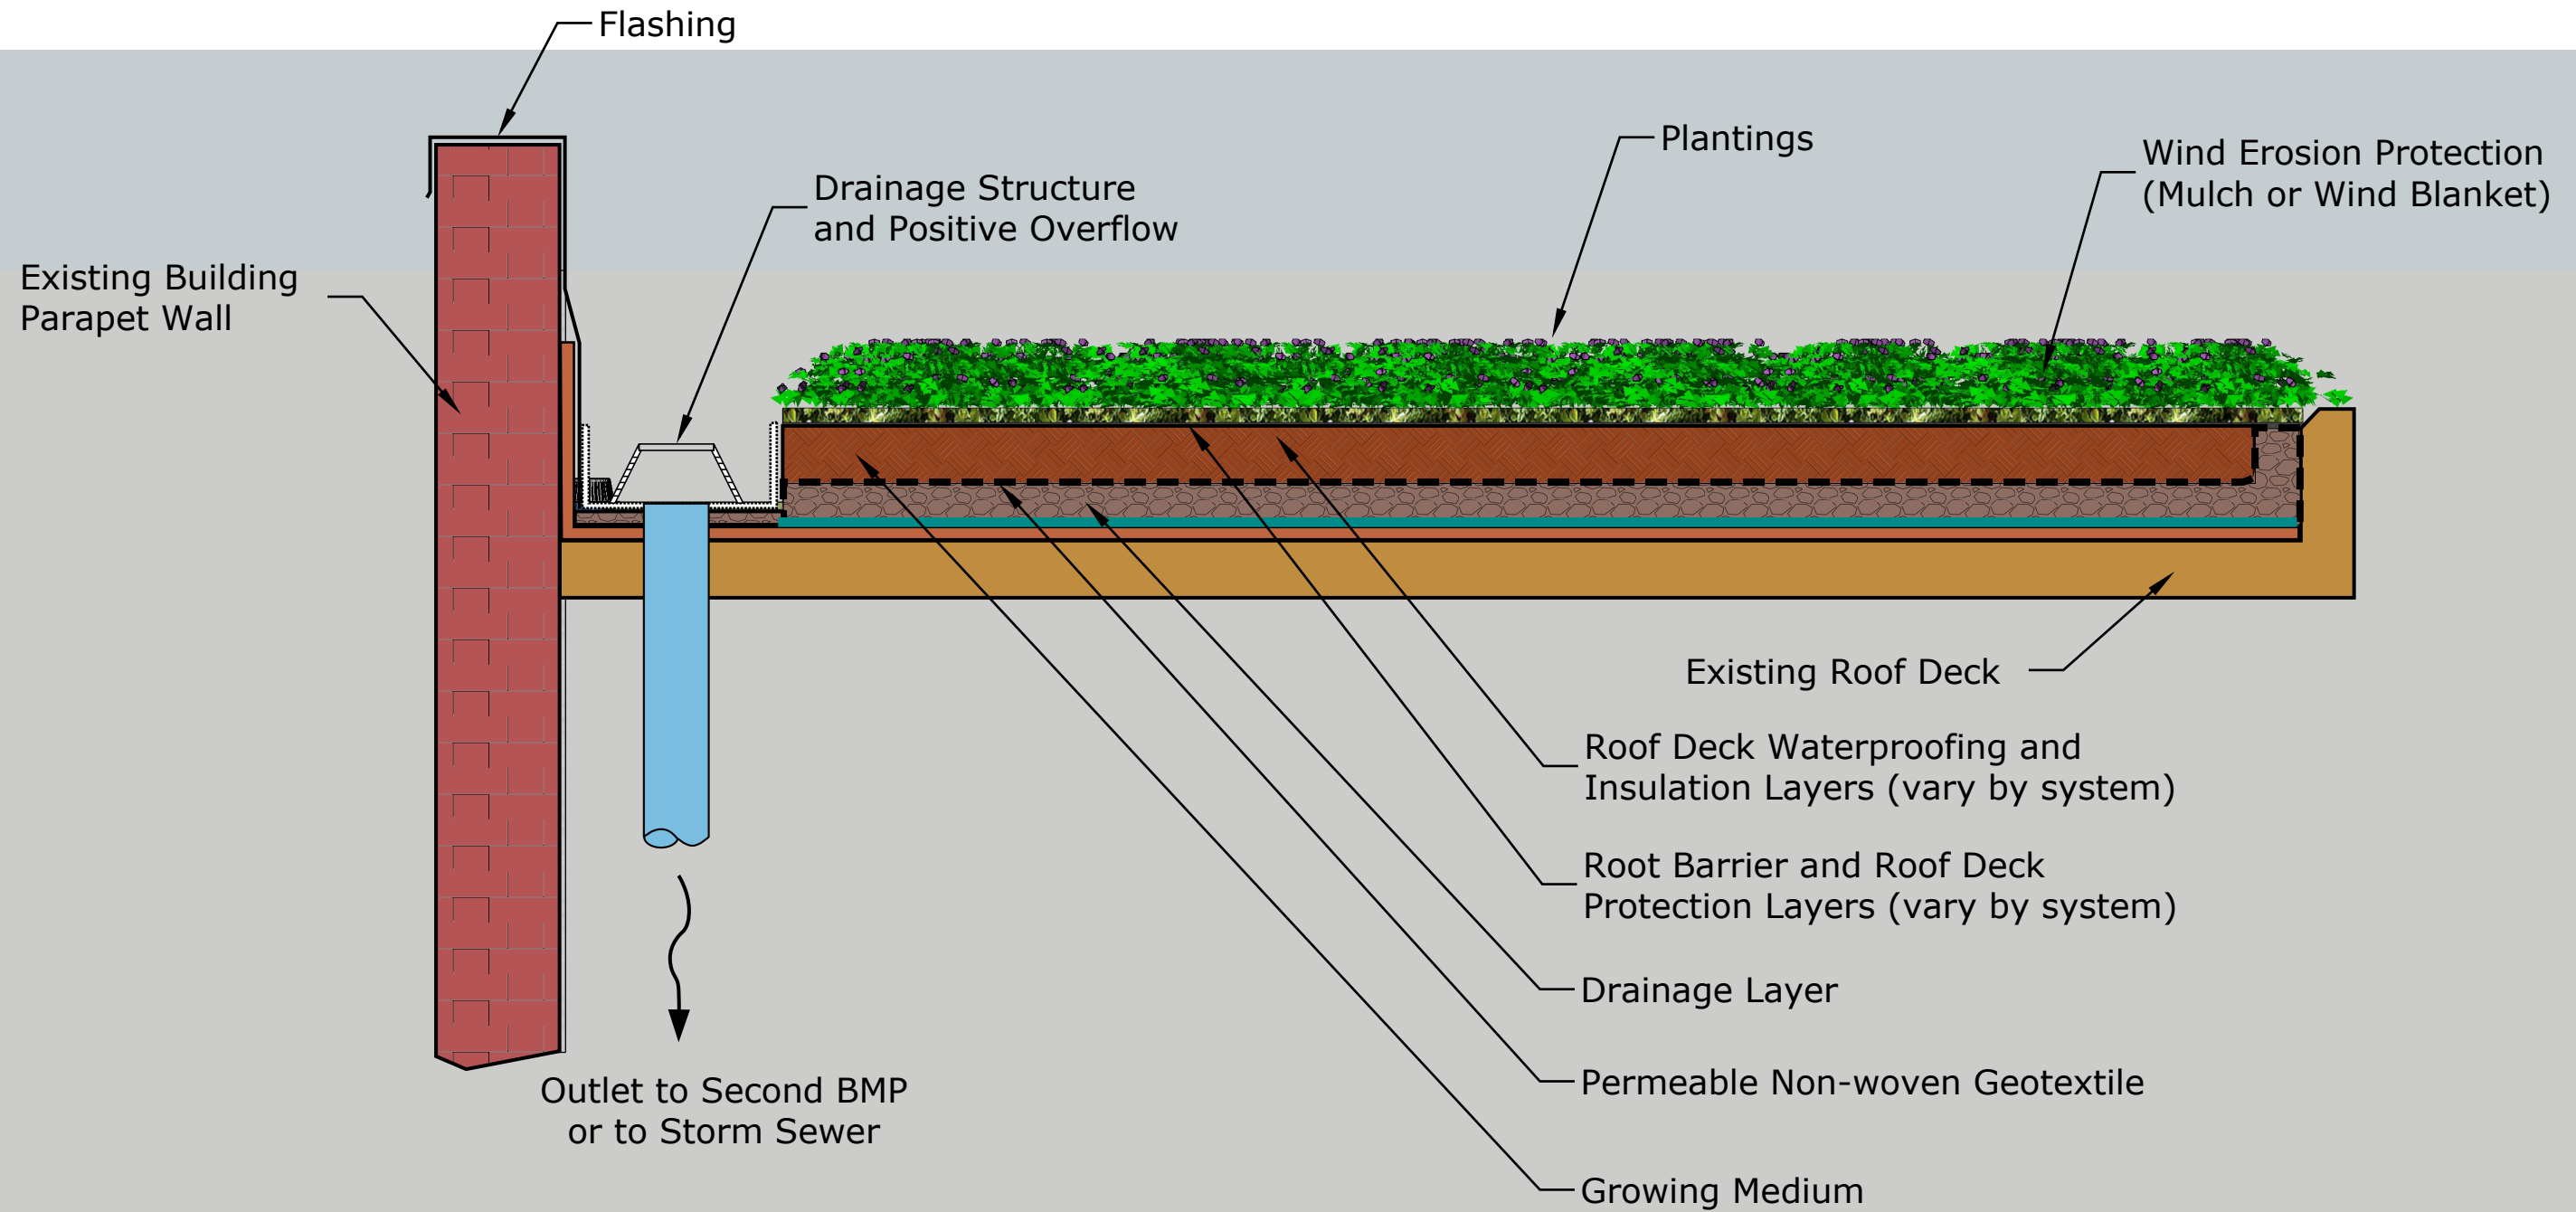 Flashing
Plantings
Wind Erosion Protection
(Mulch or Wind Blanket)
Drainage Structure
and Positive Overflow
Existing Building
Parapet Wall
Existing Roof Deck
Roof Deck Waterproofing and
Insulation Layers (vary by system)
Root Barrier and Roof Deck
Protection Layers (vary by system)
Drainage Layer
Permeable Non-woven Geotextile
Outlet to Second BMP
or to Storm Sewer
Growing Medium